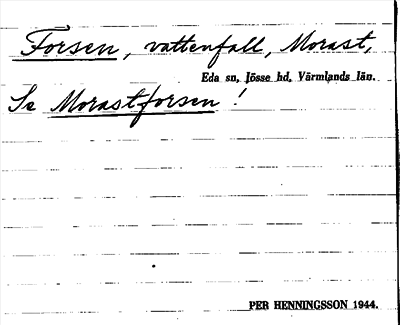 Forsen, vattenfall, Morast,
Eda sn, Jösse hd, Värmlands län.
Se Morastforsen!
PER HENNINGSSON 1944.